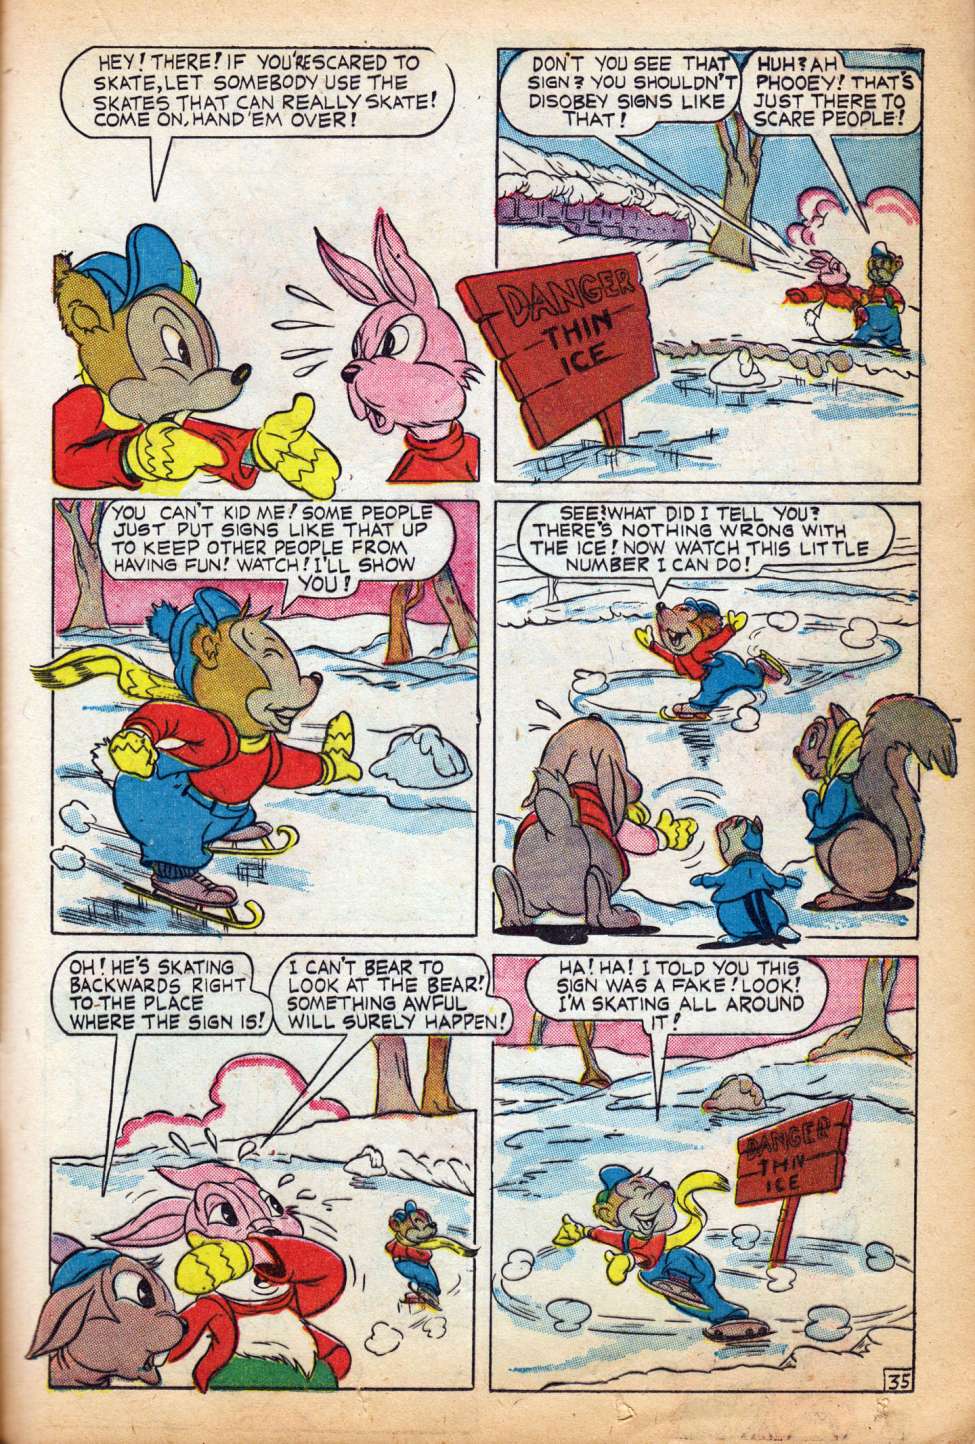 HEY! THERE! IF YOU'RE SCARED TO
SKATE, LET SOMEBODY USE THE
SKATES THAT CAN REALLY SKATE!
COME ON, HAND 'EM OVER!
DON'T YOU SEE THAT
SIGN? YOU SHOULDN'T
DISOBEY SIGNS LIKE
THAT!
HUH? AH
PHOOEY! THAT'S
JUST THERE TO
SCARE PEOPLE!
DANGER
THIN
ICE
YOU CAN'T KID ME! SOME PEOPLE
JUST PUT SIGNS LIKE THAT UP
TO KEEP OTHER PEOPLE FROM
HAVING FUN! WATCH! I'LL SHOW
YOU!
SEE? WHAT DID I TELL YOU?
THERE'S NOTHING WRONG WITH
THE ICE! NOW WATCH THIS LITTLE
NUMBER I CAN DO!
OH! HE'S SKATING
BACKWARDS RIGHT
TO-THE PLACE
WHERE THE SIGN IS!
I CAN'T BEAR TO
LOOK AT THE BEAR!
SOMETHING AWFUL
WILL SURELY HAPPEN!
HA! HA! I TOLD YOU THIS
SIGN WAS A FAKE! LOOK!
I'M SKATING ALL AROUND
IT!
DANGER
THIN
ICE
35